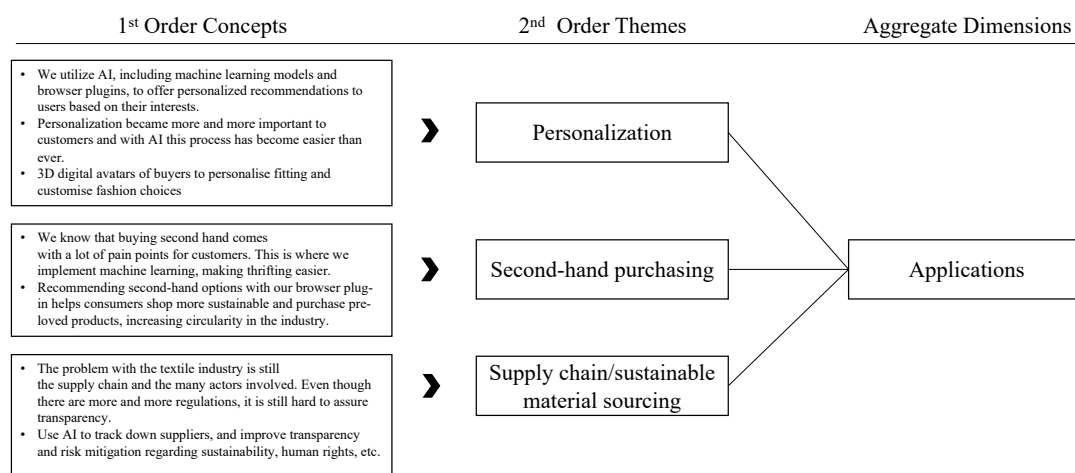 1st Order Concepts
2nd Order Themes
Aggregate Dimensions
• We utilize AI, including machine learning models and
browser plugins, to offer personalized recommendations to
users based on their interests.
• Personalization became more and more important to
customers and with AI this process has become easier than
ever.
• 3D digital avatars of buyers to personalise fitting and
customise fashion choices
Personalization
• We know that buying second hand comes
with a lot of pain points for customers. This is where we
implement machine learning, making thrifting easier.
• Recommending second-hand options with our browser plug-
in helps consumers shop more sustainable and purchase pre-
loved products, increasing circularity in the industry.
Second-hand purchasing
Applications
• The problem with the textile industry is still
the supply chain and the many actors involved. Even though
there are more and more regulations, it is still hard to assure
transparency.
• Use AI to track down suppliers, and improve transparency
and risk mitigation regarding sustainability, human rights, etc.
Supply chain/sustainable
material sourcing